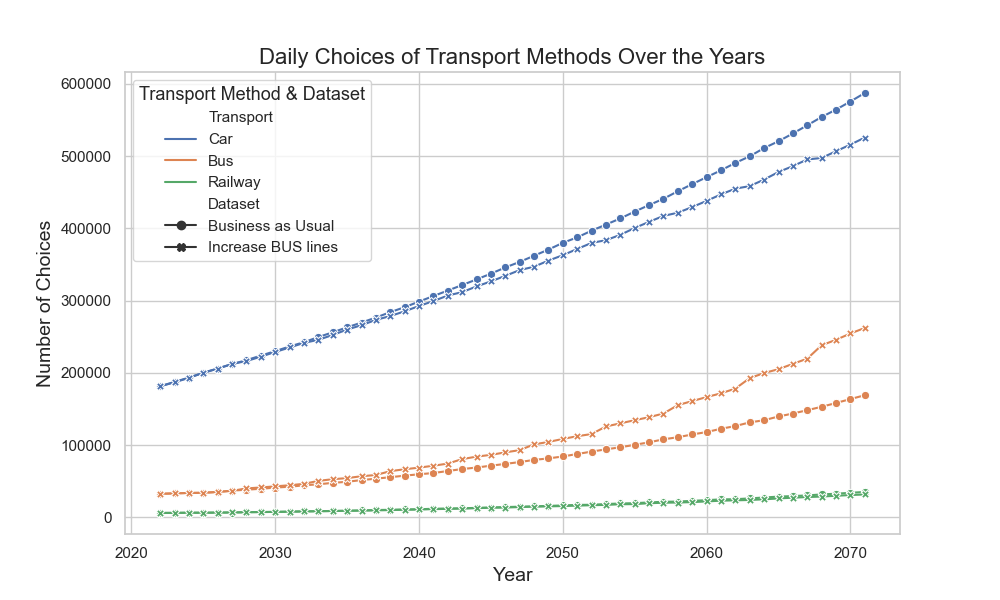 Daily Choices of Transport Methods Over the Years
600000
500000
400000
300000
200000
100000
0
Number of Choices
Transport Method & Dataset
Transport
Car
Bus
Railway
Dataset
Business as Usual
Increase BUS lines
2020
2030
2040
2050
2060
2070
Year